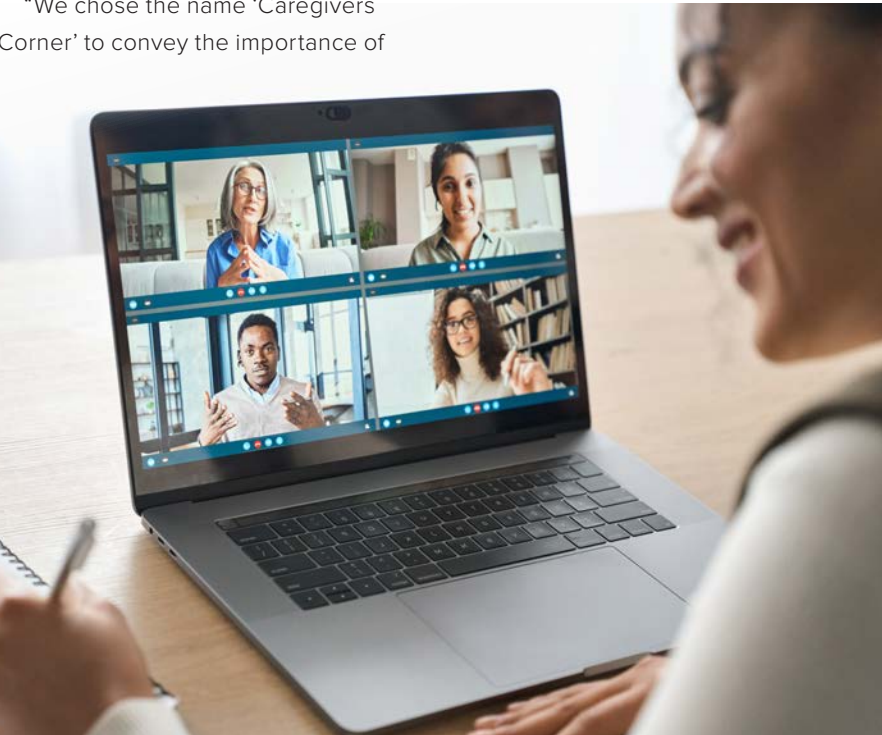 “We chose the name ‘Caregivers
Corner’ to convey the importance of